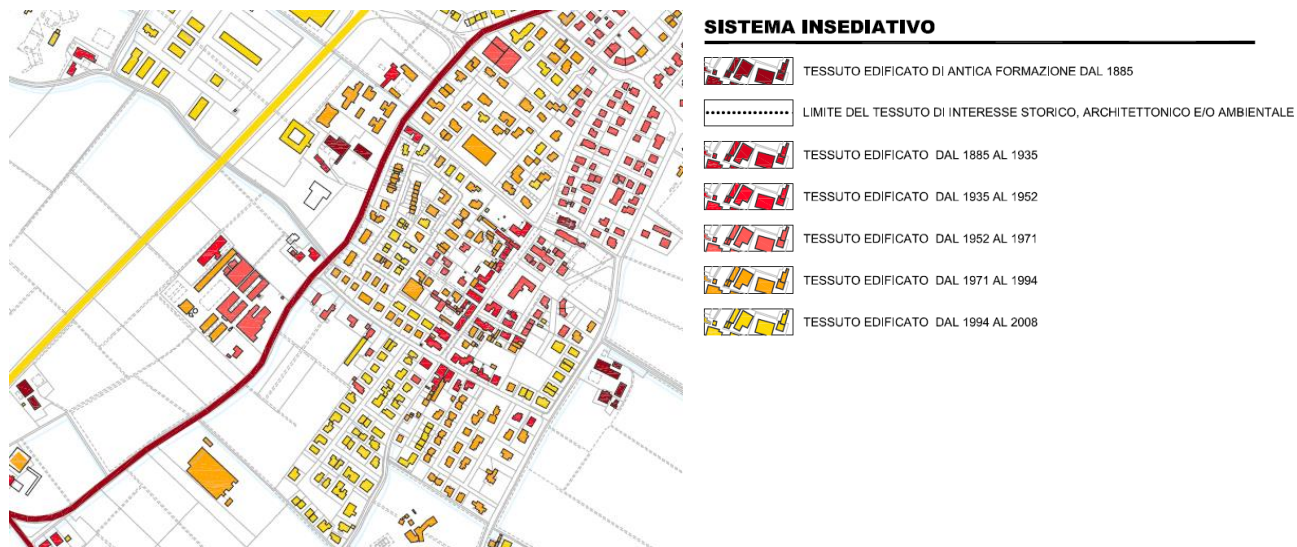 SISTEMA INSEDIATIVO
TESSUTO EDIFICATO DI ANTICA FORMAZIONE DAL 1885
LIMITE DEL TESSUTO DI INTERESSE STORICO, ARCHITETTONICO E/O AMBIENTALE
TESSUTO EDIFICATO DAL 1885 AL 1935
TESSUTO EDIFICATO DAL 1935 AL 1952
TESSUTO EDIFICATO DAL 1952 AL 1971
TESSUTO EDIFICATO DAL 1971 AL 1994
TESSUTO EDIFICATO DAL 1994 AL 2008